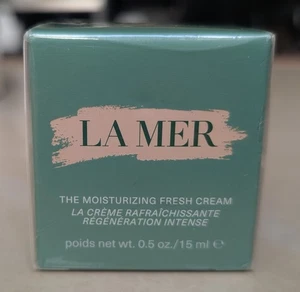 LA MER
THE MOISTURIZING FRESH CREAM
LA CRÈME RAFRAÎCHISSANTE
RÉGÉNÉRATION INTENSE
poids net wt. 0.5 oz./15 ml ℮